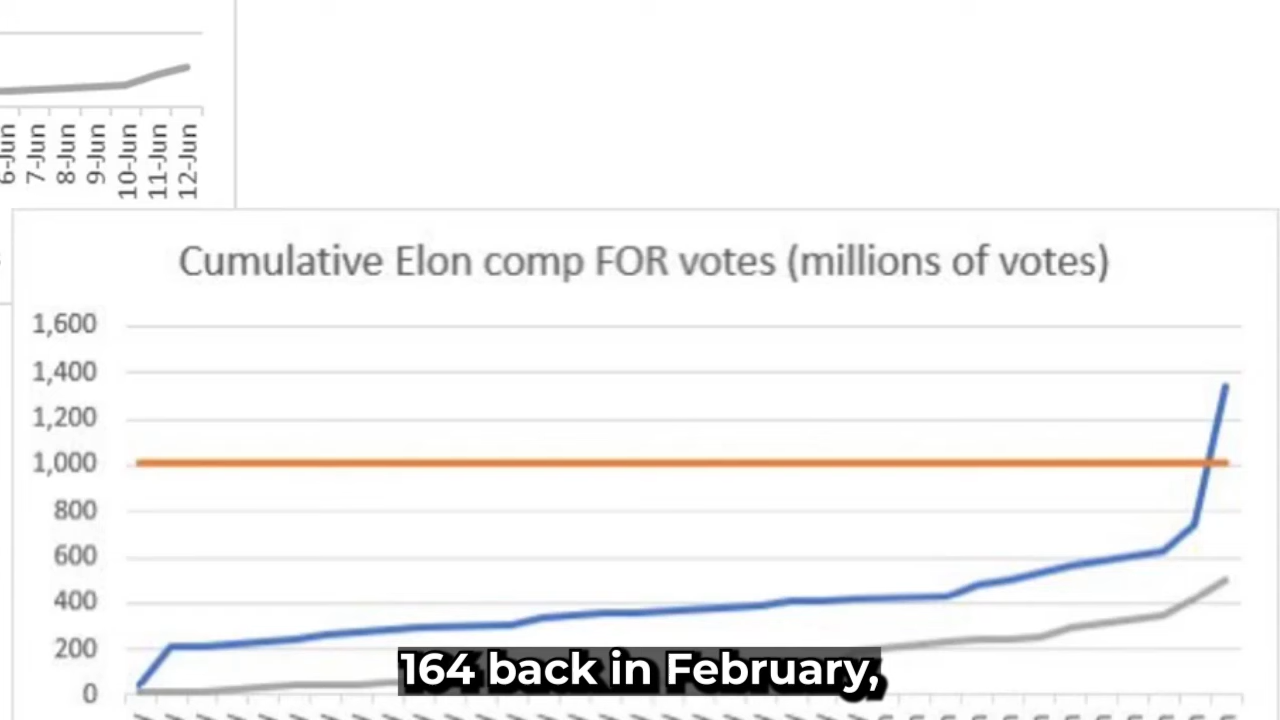 6-Jun
7-Jun
8-Jun
9-Jun
10-Jun
11-Jun
12-Jun
Cumulative Elon comp FOR votes (millions of votes)
1,600
1,400
1,200
1,000
800
600
400
200
0
164 back in February,